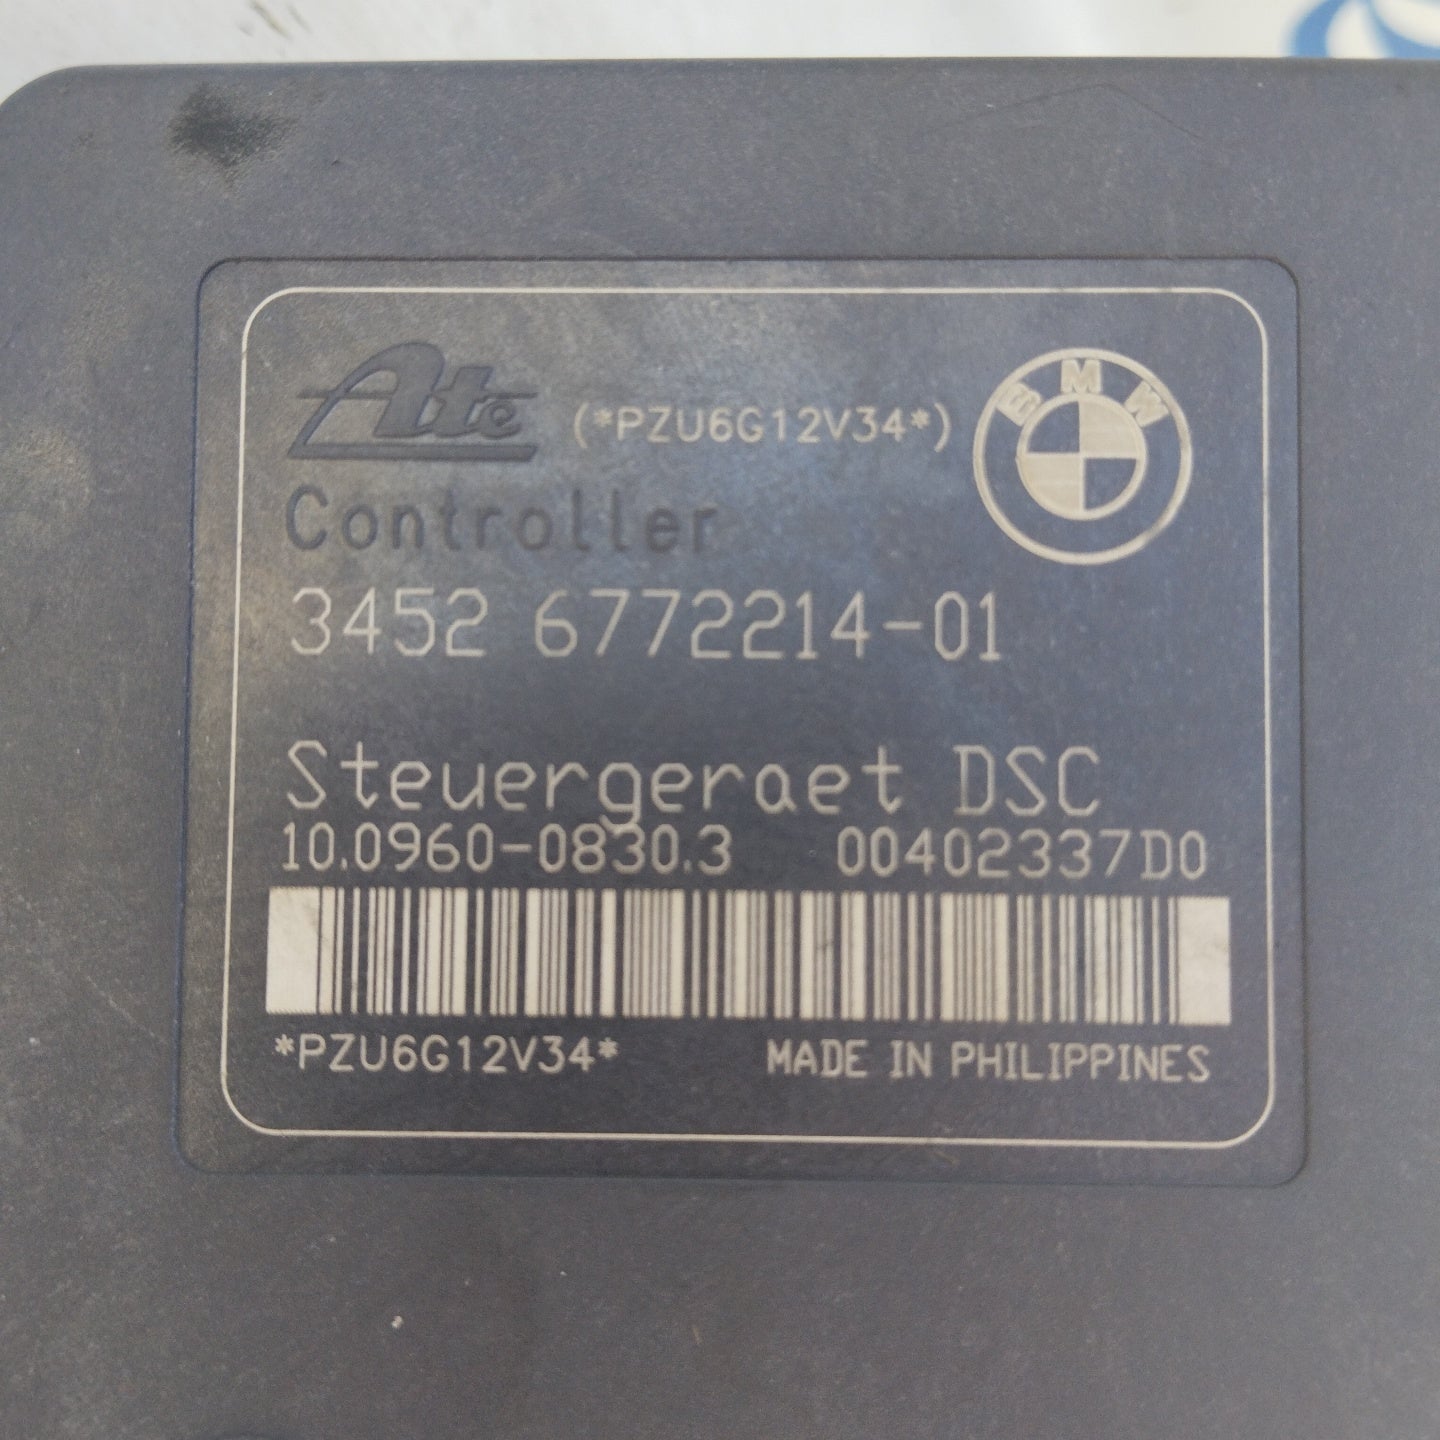 Ate (*PZU6G12V34*) BMW
Controller
3452 6772214-01
Steuergeraet DSC
10.0960-0830.3 00402337D0
*PZU6G12V34* MADE IN PHILIPPINES